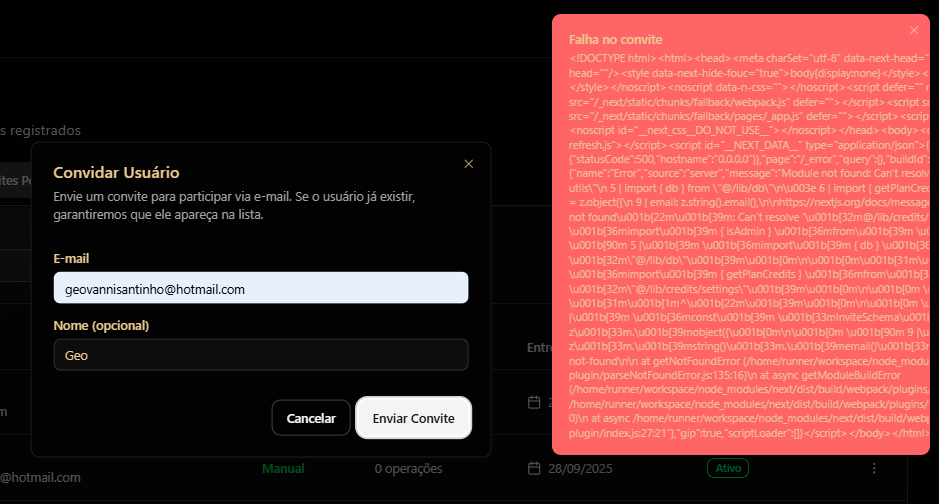 s registrados
ites Pe
Convidar Usuário
Envie um convite para participar via e-mail. Se o usuário já existir,
garantiremos que ele apareça na lista.
E-mail
geovannisantinho@hotmail.com
Nome (opcional)
Geo
Cancelar
Enviar Convite
Falha no convite
<!DOCTYPE html><html><head><meta charSet="utf-8" data-next-head="
head=""/><style data-next-hide-fouc="true">body{display:none}</style><
</style></noscript><noscript data-n-css=""></noscript><script defer="" n
src="/_next/static/chunks/fallback/webpack.js" defer=""></script><script s
src="/_next/static/chunks/fallback/pages/_app.js" defer=""></script><scrip
<noscript id="__next_css__DO_NOT_USE__"></noscript></head><body><
refresh.js"></script><script id="__NEXT_DATA__" type="application/json">{
{"statusCode":500,"hostname":"0.0.0.0"}},"page":"/_error","query":{},"buildId"
{"name":"Error","source":"server","message":"Module not found: Can't resolv
utils\"\n 5 | import { db } from \"@/lib/db\"\n\u003e 6 | import { getPlanCred
= z.object({\n 9 | email: z.string().email(),\n\nhttps://nextjs.org/docs/message
not found\u001b[22m\u001b[39m: Can't resolve '\u001b[32m@/lib/credits/
\u001b[36mimport\u001b[39m { isAdmin } \u001b[36mfrom\u001b[39m \u
\u001b[90m 5 |\u001b[39m \u001b[36mimport\u001b[39m { db } \u001b[36
\u001b[32m\"@/lib/db\"\u001b[39m\u001b[0m\n\u001b[0m\u001b[31m\u
\u001b[36mimport\u001b[39m { getPlanCredits } \u001b[36mfrom\u001b[3
\u001b[32m\"@/lib/credits/settings\"\u001b[39m\u001b[0m\n\u001b[0m \
\u001b[31m\u001b[1m^\u001b[22m\u001b[39m\u001b[0m\n\u001b[0m \
|\u001b[39m \u001b[36mconst\u001b[39m \u001b[33mInviteSchema\u001b
z\u001b[33m.\u001b[39mobject({\u001b[0m\n\u001b[0m \u001b[90m 9 |\
z\u001b[33m.\u001b[39mstring()\u001b[33m.\u001b[39memail()\u001b[33
not-found\n\n at getNotFoundError (/home/runner/workspace/node_modu
plugin/parseNotFoundError.js:135:16)\n at async getModuleBuildError
(/home/runner/workspace/node_modules/next/dist/build/webpack/plugins/
/home/runner/workspace/node_modules/next/dist/build/webpack/plugins/
0)\n at async /home/runner/workspace/node_modules/next/dist/build/webp
plugin/index.js:27:21"},"gip":true,"scriptLoader":[]}</script></body></html>
Entre
m
@hotmail.com
Manual
0 operações
28/09/2025
Ativo